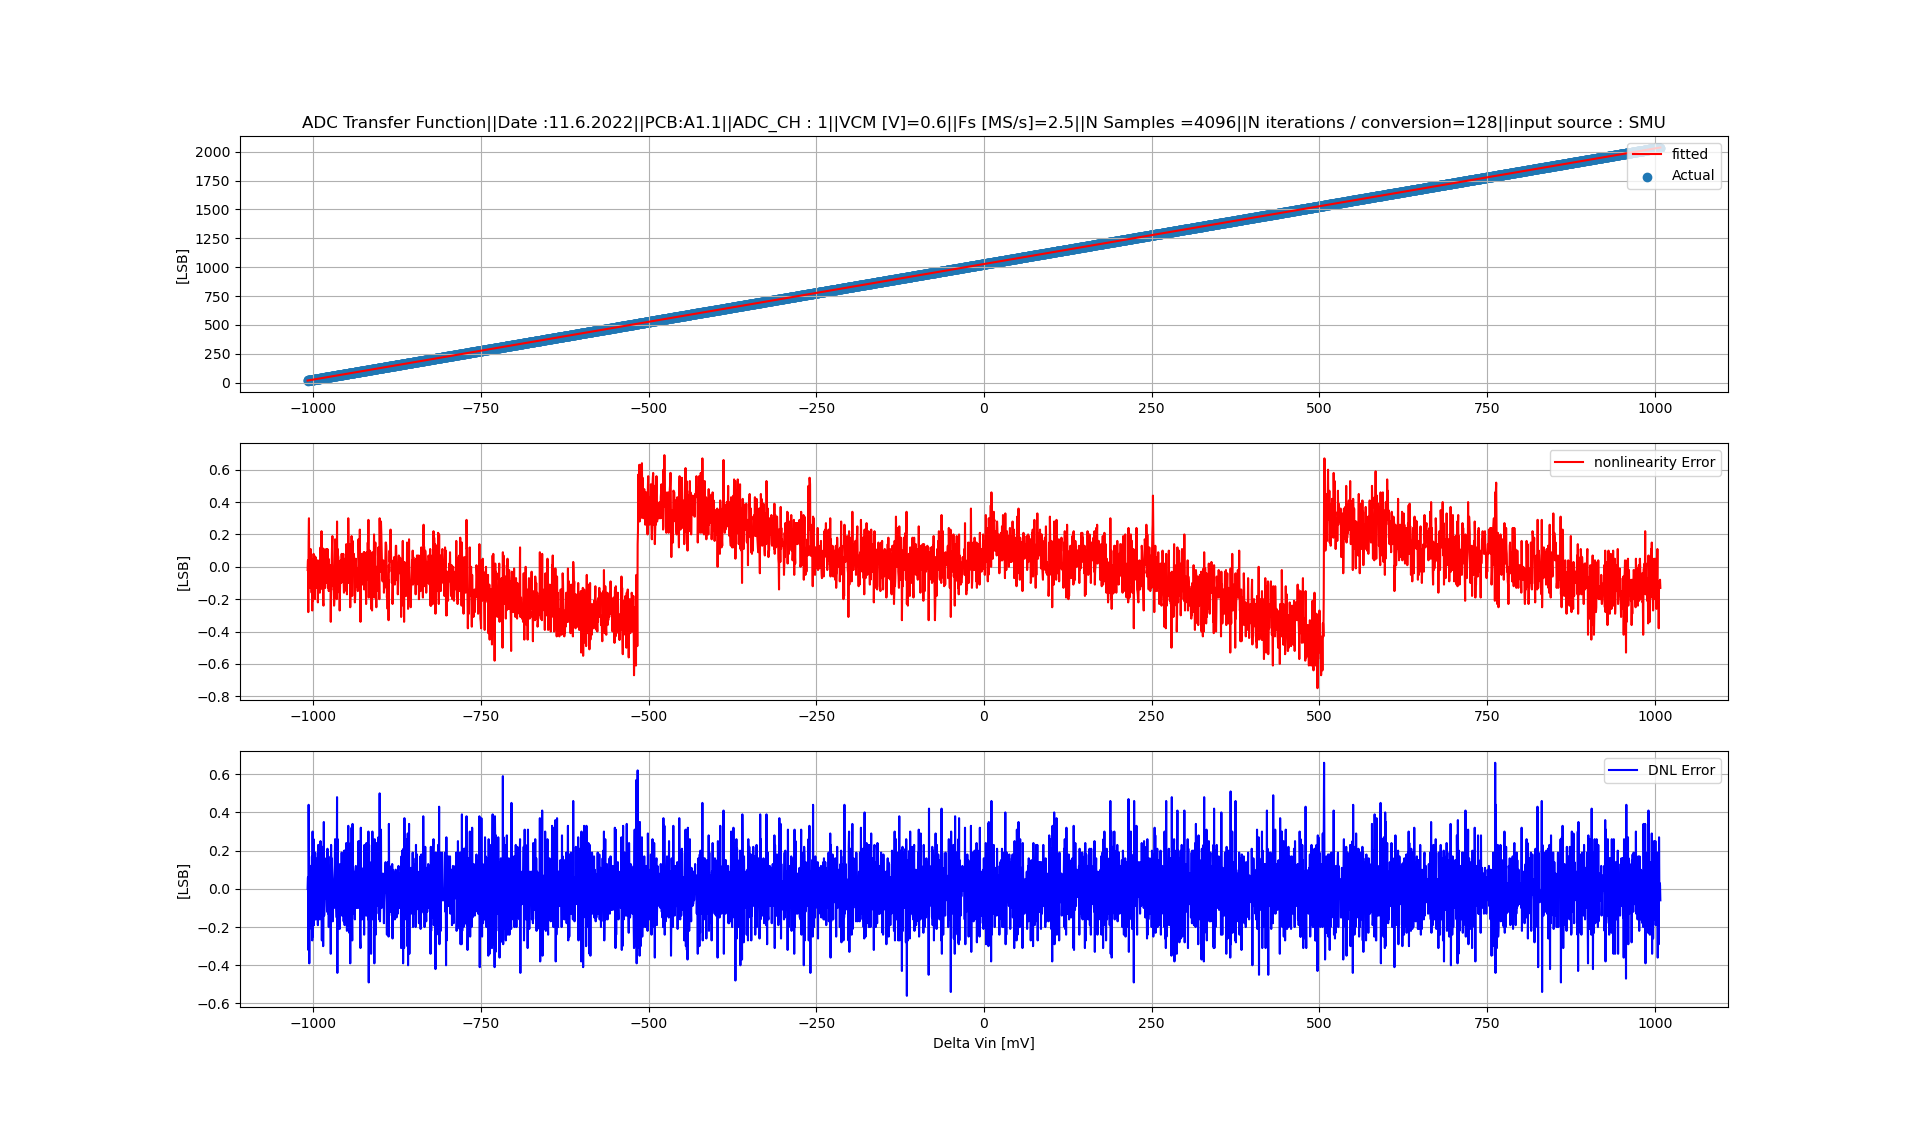 ADC Transfer Function||Date :11.6.2022||PCB:A1.1||ADC_CH : 1||VCM [V]=0.6||Fs [MS/s]=2.5||N Samples =4096||N iterations / conversion=128||input source : SMU
2000
1750
1500
1250
1000
750
500
250
0
[LSB]
fitted
Actual
−1000 −750 −500 −250 0 250 500 750 1000
0.6
0.4
0.2
0.0
−0.2
−0.4
−0.6
−0.8
[LSB]
nonlinearity Error
−1000 −750 −500 −250 0 250 500 750 1000
0.6
0.4
0.2
0.0
−0.2
−0.4
−0.6
[LSB]
DNL Error
−1000 −750 −500 −250 0 250 500 750 1000
Delta Vin [mV]